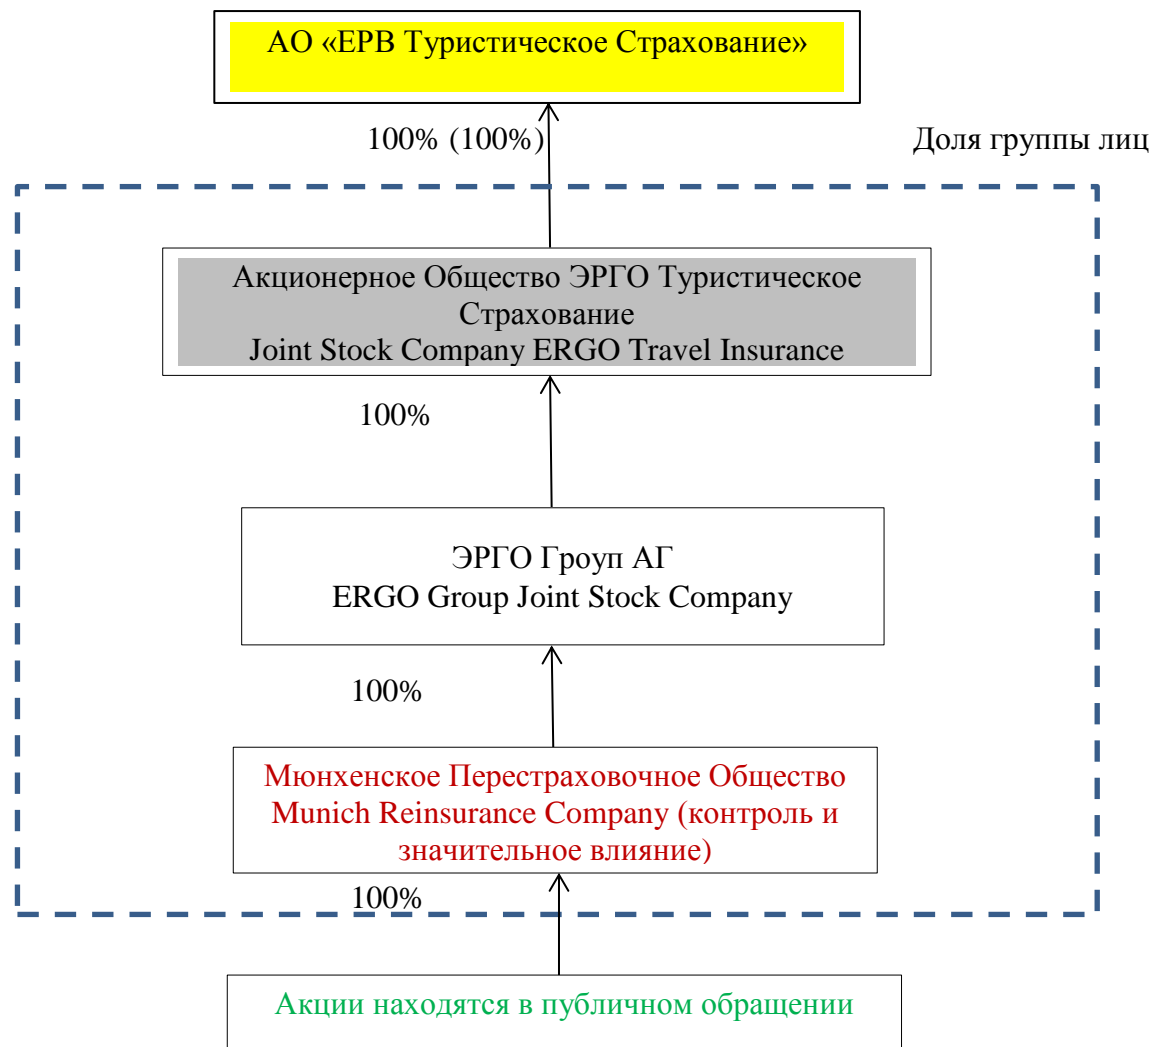 АО «ЕРВ Туристическое Страхование»
100% (100%)
Доля группы лиц
Акционерное Общество ЭРГО Туристическое
Страхование
Joint Stock Company ERGO Travel Insurance
100%
ЭРГО Гроуп АГ
ERGO Group Joint Stock Company
100%
Мюнхенское Перестраховочное Общество
Munich Reinsurance Company (контроль и
значительное влияние)
100%
Акции находятся в публичном обращении